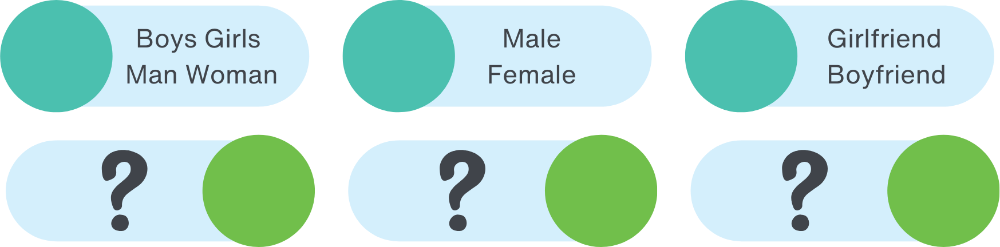 Boys Girls
Man Woman
Male
Female
Girlfriend
Boyfriend
?
?
?